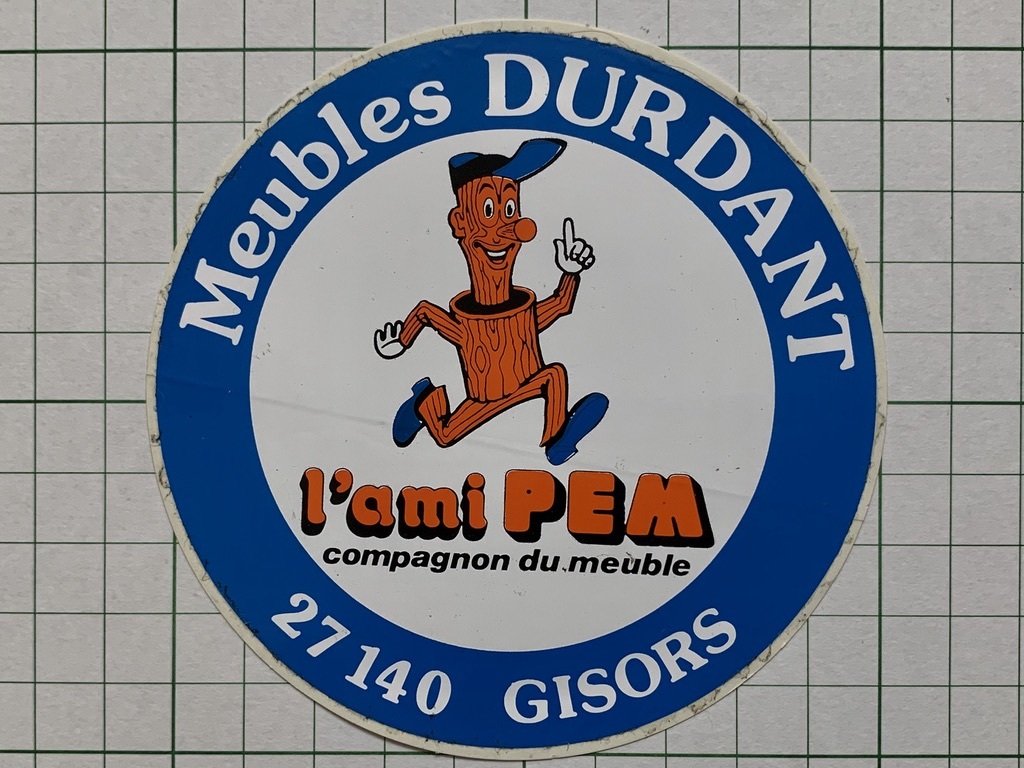 Meubles DURDANT
l'ami PEM
compagnon du meuble
27140 GISORS